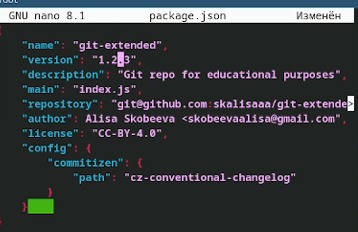 GNU nano 8.1 package.json Изменён
{
"name": "git-extended",
"version": "1.2.3",
"description": "Git repo for educational purposes",
"main": "index.js",
"repository": "git@github.com:skalisaaa/git-extende>
"author": Alisa Skobeeva <skobeevaalisa@gmail.com",
"license": "CC-BY-4.0",
"config": {
"commitizen": {
"path": "cz-conventional-changelog"
}
}
}